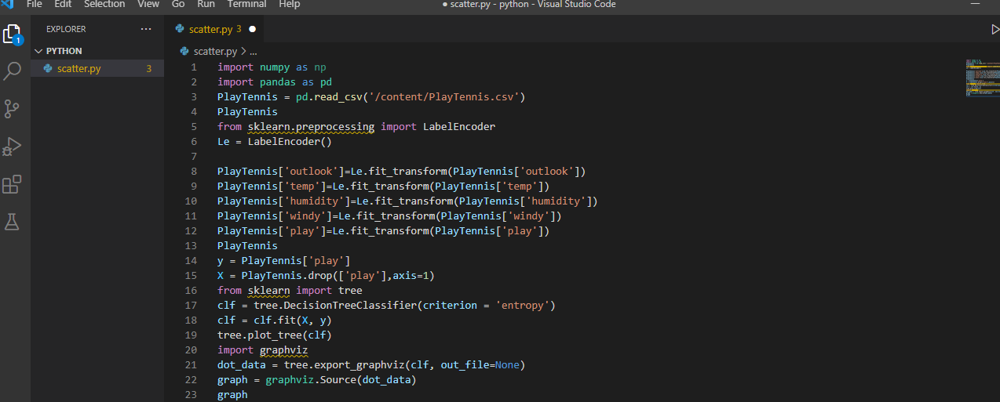 File Edit Selection View Go Run Terminal Help ● scatter.py - python - Visual Studio Code
EXPLORER ···
scatter.py 3 ●
1
PYTHON
scatter.py > ...
scatter.py 3
1 import numpy as np
2 import pandas as pd
3 PlayTennis = pd.read_csv('/content/PlayTennis.csv')
4 PlayTennis
5 from sklearn.preprocessing import LabelEncoder
6 Le = LabelEncoder()
7
8 PlayTennis['outlook']=Le.fit_transform(PlayTennis['outlook'])
9 PlayTennis['temp']=Le.fit_transform(PlayTennis['temp'])
10 PlayTennis['humidity']=Le.fit_transform(PlayTennis['humidity'])
11 PlayTennis['windy']=Le.fit_transform(PlayTennis['windy'])
12 PlayTennis['play']=Le.fit_transform(PlayTennis['play'])
13 PlayTennis
14 y = PlayTennis['play']
15 X = PlayTennis.drop(['play'],axis=1)
16 from sklearn import tree
17 clf = tree.DecisionTreeClassifier(criterion = 'entropy')
18 clf = clf.fit(X, y)
19 tree.plot_tree(clf)
20 import graphviz
21 dot_data = tree.export_graphviz(clf, out_file=None)
22 graph = graphviz.Source(dot_data)
23 graph